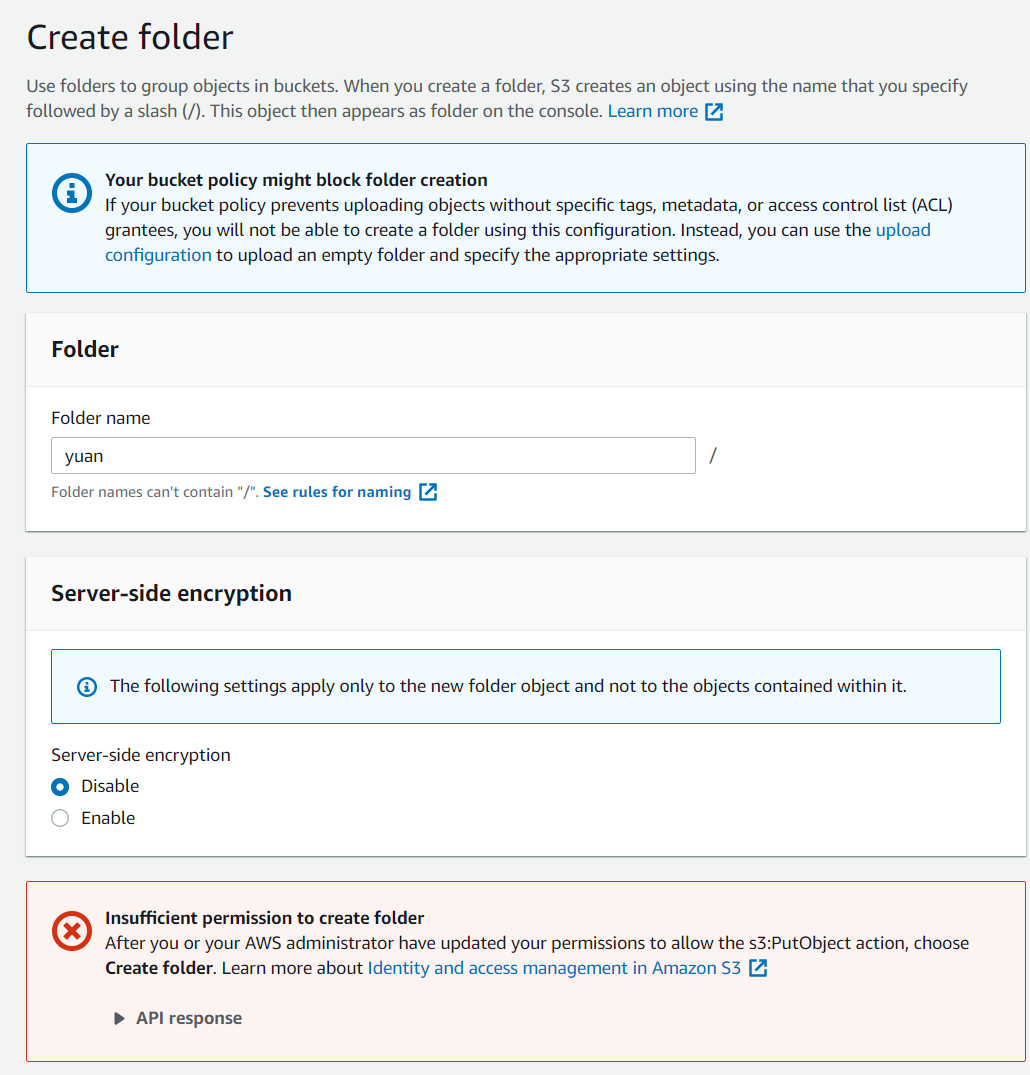 Create folder
Use folders to group objects in buckets. When you create a folder, S3 creates an object using the name that you specify
followed by a slash (/). This object then appears as folder on the console. Learn more
Your bucket policy might block folder creation
If your bucket policy prevents uploading objects without specific tags, metadata, or access control list (ACL)
grantees, you will not be able to create a folder using this configuration. Instead, you can use the upload
configuration to upload an empty folder and specify the appropriate settings.
Folder
Folder name
yuan /
Folder names can't contain "/". See rules for naming
Server-side encryption
The following settings apply only to the new folder object and not to the objects contained within it.
Server-side encryption
Disable
Enable
Insufficient permission to create folder
After you or your AWS administrator have updated your permissions to allow the s3:PutObject action, choose
Create folder. Learn more about Identity and access management in Amazon S3
API response